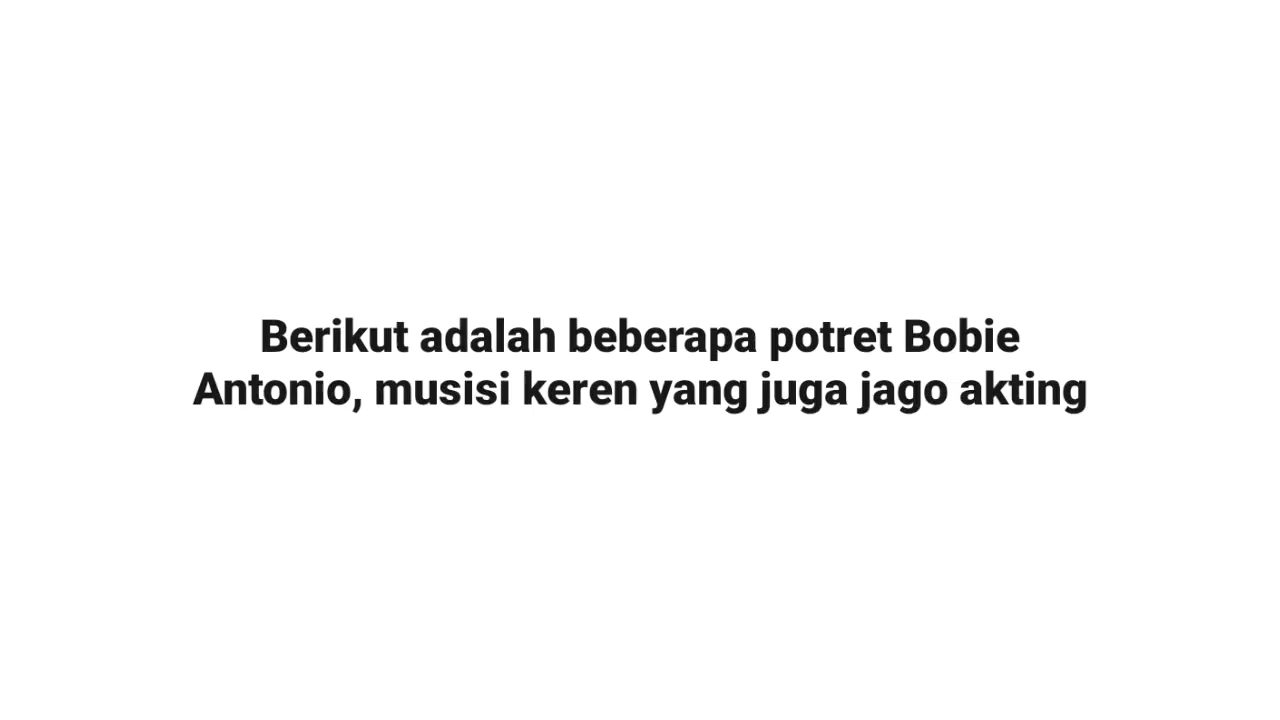 Berikut adalah beberapa potret Bobie
Antonio, musisi keren yang juga jago akting